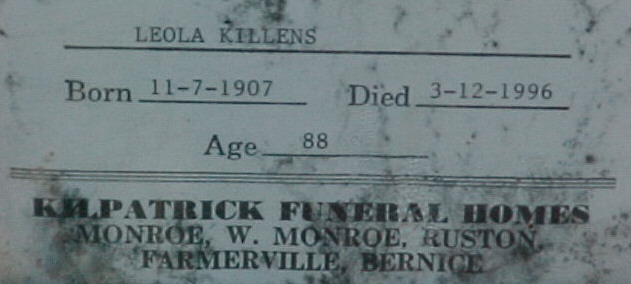 LEOLA KILLENS
Born 11-7-1907 Died 3-12-1996
Age 88
KILPATRICK FUNERAL HOMES
MONROE, W. MONROE, RUSTON,
FARMERVILLE, BERNICE